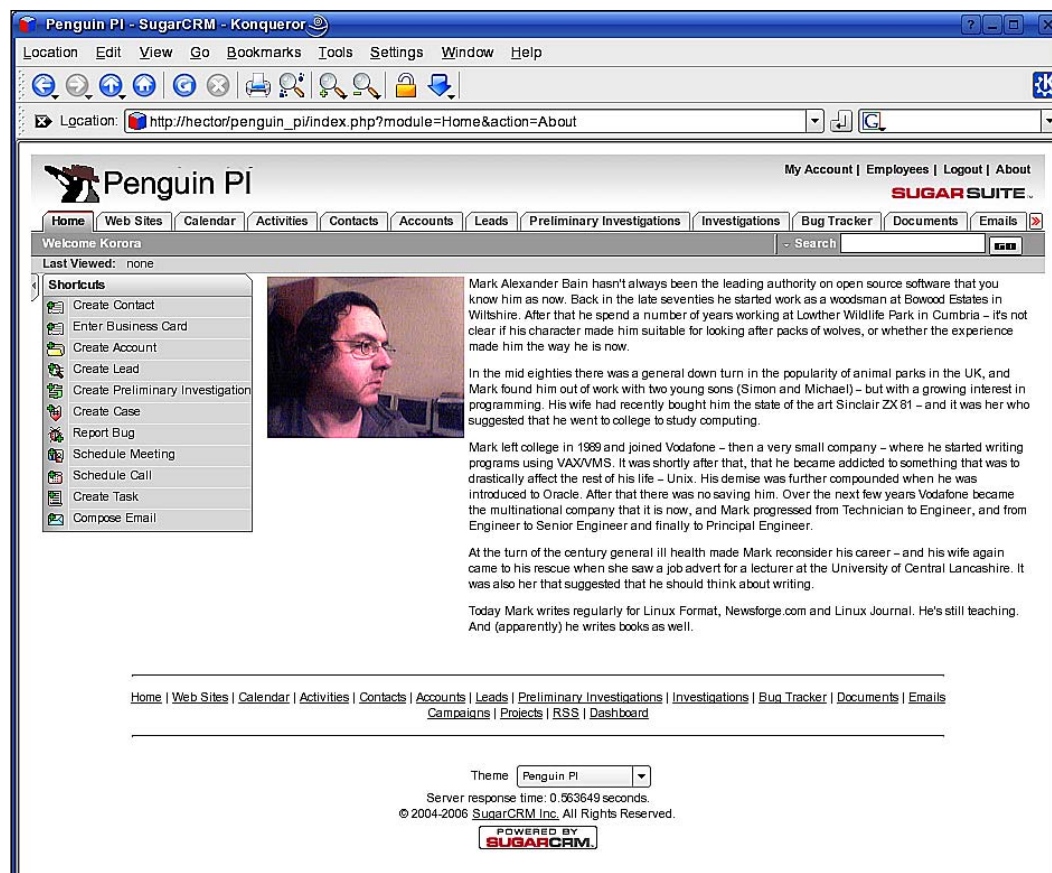 Penguin PI - SugarCRM - Konqueror
Location Edit View Go Bookmarks Tools Settings Window Help
Location: http://hector/penguin_pi/index.php?module=Home&action=About
Penguin PI
My Account | Employees | Logout | About
SUGARSUITE
Home Web Sites Calendar Activities Contacts Accounts Leads Preliminary Investigations Investigations Bug Tracker Documents Emails
Welcome Korora
- Search GO
Last Viewed: none
Shortcuts
Create Contact
Enter Business Card
Create Account
Create Lead
Create Preliminary Investigation
Create Case
Report Bug
Schedule Meeting
Schedule Call
Create Task
Compose Email
Mark Alexander Bain hasn't always been the leading authority on open source software that you
know him as now. Back in the late seventies he started work as a woodsman at Bowood Estates in
Wiltshire. After that he spend a number of years working at Lowther Wildlife Park in Cumbria – it's not
clear if his character made him suitable for looking after packs of wolves, or whether the experience
made him the way he is now.
In the mid eighties there was a general down turn in the popularity of animal parks in the UK, and
Mark found him out of work with two young sons (Simon and Michael) – but with a growing interest in
programming. His wife had recently bought him the state of the art Sinclair ZX 81 – and it was her who
suggested that he went to college to study computing.
Mark left college in 1989 and joined Vodafone – then a very small company – where he started writing
programs using VAX/VMS. It was shortly after that, that he became addicted to something that was to
drastically affect the rest of his life – Unix. His demise was further compounded when he was
introduced to Oracle. After that there was no saving him. Over the next few years Vodafone became
the multinational company that it is now, and Mark progressed from Technician to Engineer, and from
Engineer to Senior Engineer and finally to Principal Engineer.
At the turn of the century general ill health made Mark reconsider his career – and his wife again
came to his rescue when she saw a job advert for a lecturer at the University of Central Lancashire. It
was also her that suggested that he should think about writing.
Today Mark writes regularly for Linux Format, Newsforge.com and Linux Journal. He's still teaching.
And (apparently) he writes books as well.
Home | Web Sites | Calendar | Activities | Contacts | Accounts | Leads | Preliminary Investigations | Investigations | Bug Tracker | Documents | Emails
Campaigns | Projects | RSS | Dashboard
Theme Penguin PI
Server response time: 0.563649 seconds.
© 2004-2006 SugarCRM Inc. All Rights Reserved.
POWERED BY
SUGARCRM.